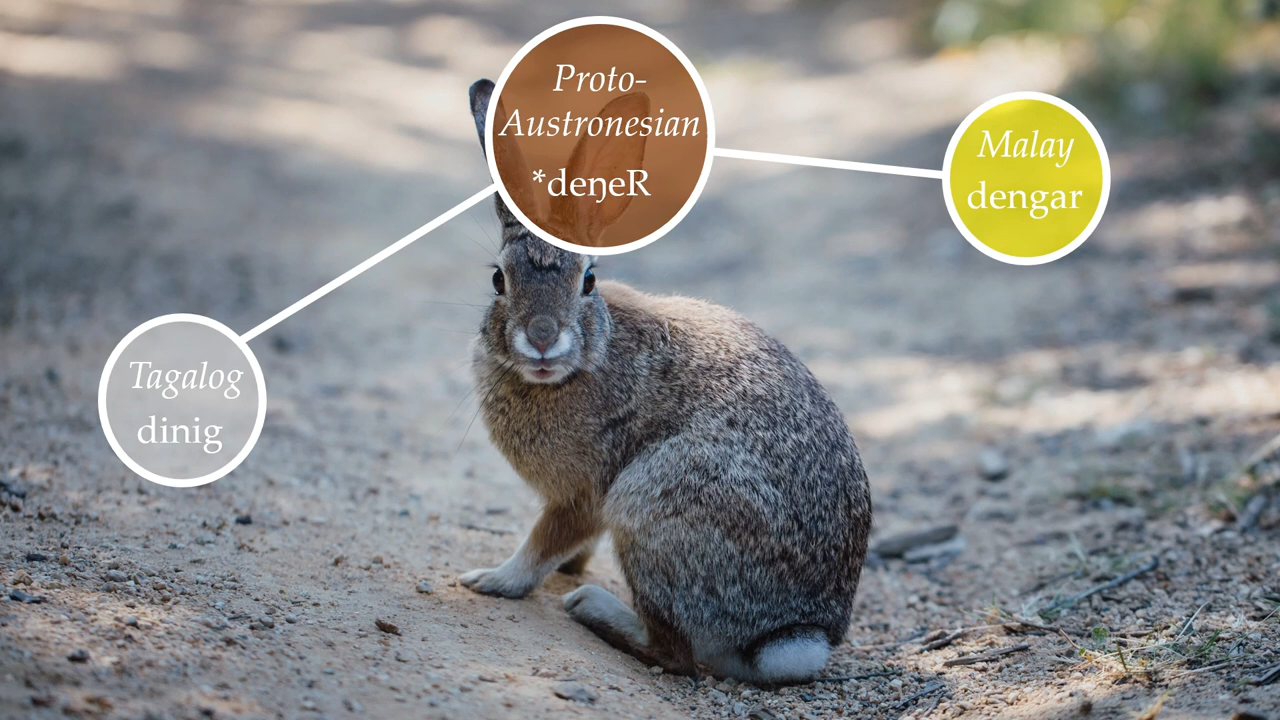 Proto-
Austronesian
*deŋeR
Malay
dengar
Tagalog
dinig